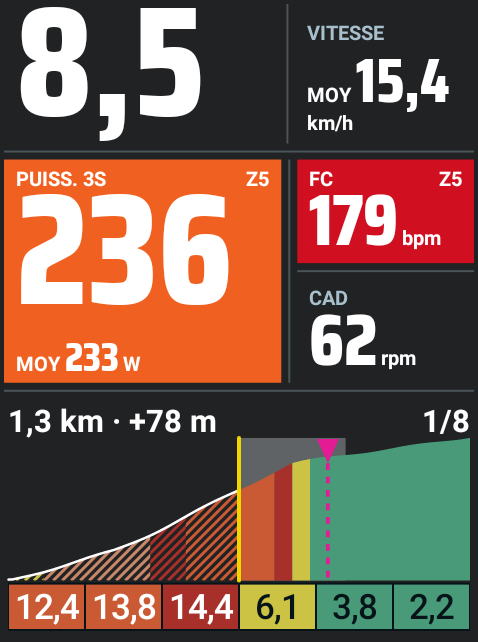 8,5
VITESSE
MOY 15,4
km/h
PUISS. 3S Z5
236
MOY 233 W
FC Z5
179 bpm
CAD
62 rpm
1,3 km · +78 m 1/8
12,4 13,8 14,4 6,1 3,8 2,2